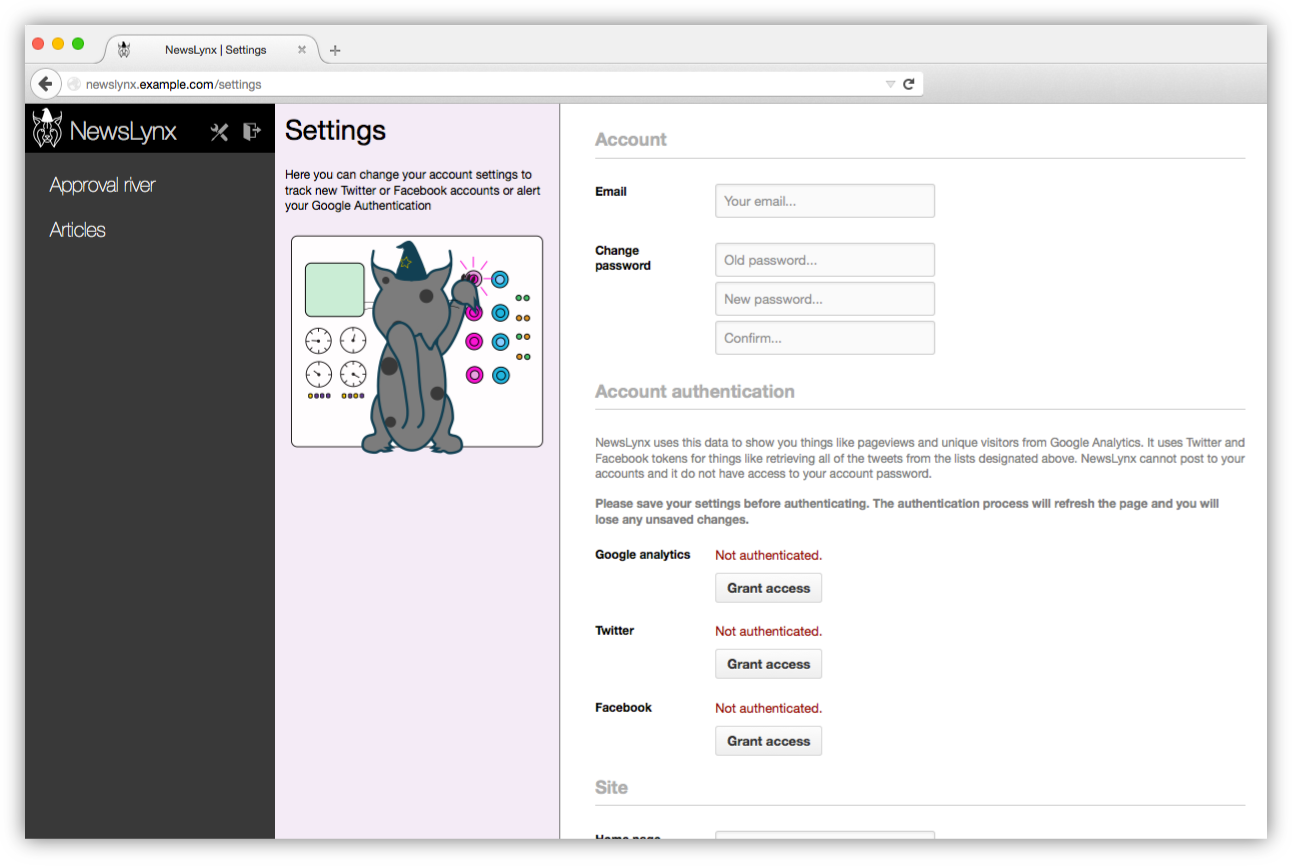 NewsLynx | Settings
newslynx.example.com/settings
NewsLynx
Approval river
Articles
Settings
Here you can change your account settings to
track new Twitter or Facebook accounts or alert
your Google Authentication
Account
Email
Your email...
Change
password
Old password...
New password...
Confirm...
Account authentication
NewsLynx uses this data to show you things like pageviews and unique visitors from Google Analytics. It uses Twitter and
Facebook tokens for things like retrieving all of the tweets from the lists designated above. NewsLynx cannot post to your
accounts and it do not have access to your account password.
Please save your settings before authenticating. The authentication process will refresh the page and you will
lose any unsaved changes.
Google analytics
Not authenticated.
Grant access
Twitter
Not authenticated.
Grant access
Facebook
Not authenticated.
Grant access
Site
Home page